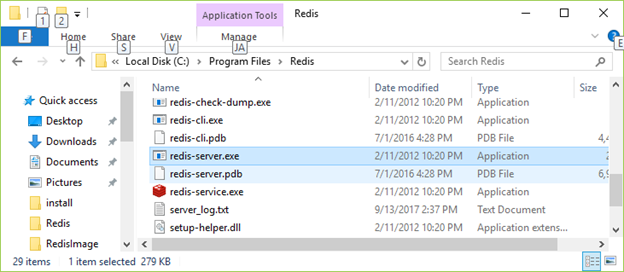 Application Tools Redis
1 2
F Home Share View Manage
H S V JA E
Local Disk (C:) Program Files Redis Search Redis
Name Date modified Type Size
Quick access
Desktop
Downloads
Documents
Pictures
install
Redis
RedisImage
redis-check-dump.exe 2/11/2012 10:20 PM Application
redis-cli.exe 2/11/2012 10:20 PM Application
redis-cli.pdb 7/1/2016 4:28 PM PDB File 4,4
redis-server.exe 2/11/2012 10:20 PM Application 2
redis-server.pdb 7/1/2016 4:28 PM PDB File 6,9
redis-service.exe 2/11/2012 10:20 PM Application
server_log.txt 9/13/2017 2:37 PM Text Document
setup-helper.dll 2/11/2012 10:20 PM Application exten...
29 items 1 item selected 279 KB